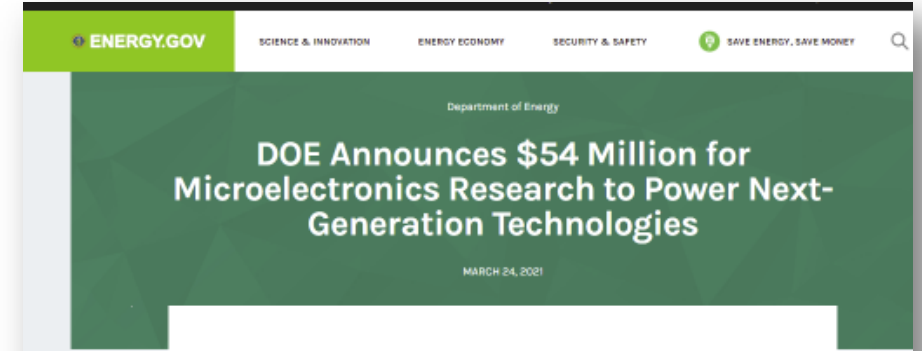 ENERGY.GOV SCIENCE & INNOVATION ENERGY ECONOMY SECURITY & SAFETY SAVE ENERGY, SAVE MONEY
Department of Energy
DOE Announces $54 Million for
Microelectronics Research to Power Next-
Generation Technologies
MARCH 24, 2021